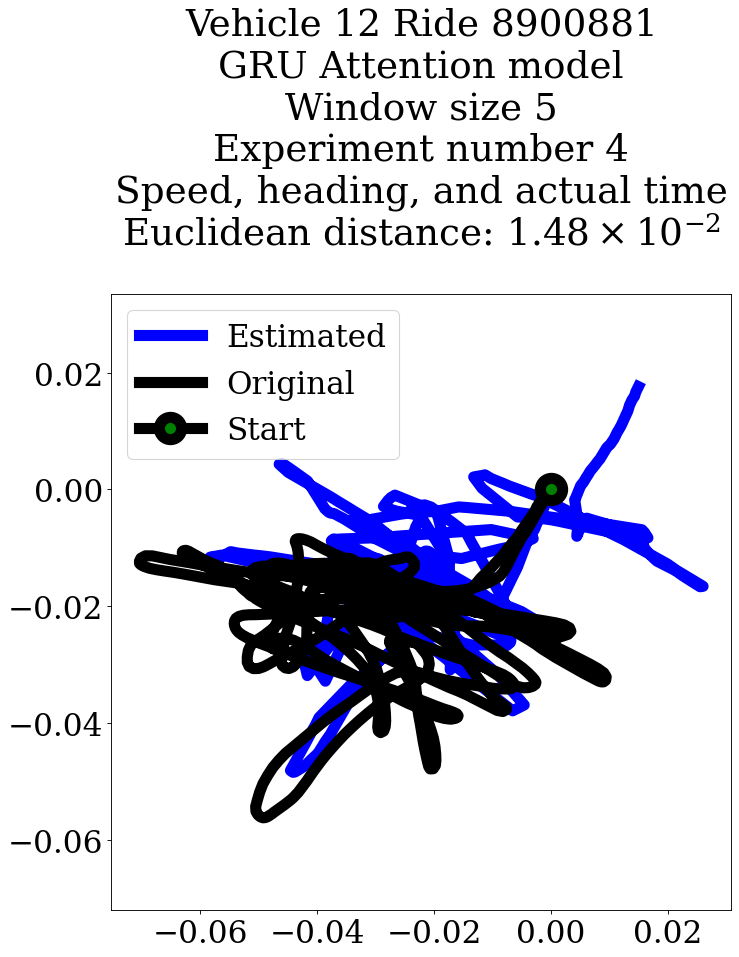 Vehicle 12 Ride 8900881
GRU Attention model
Window size 5
Experiment number 4
Speed, heading, and actual time
Euclidean distance: 1.48 × 10⁻²
Estimated
Original
Start
0.02
0.00
−0.02
−0.04
−0.06
−0.06 −0.04 −0.02 0.00 0.02